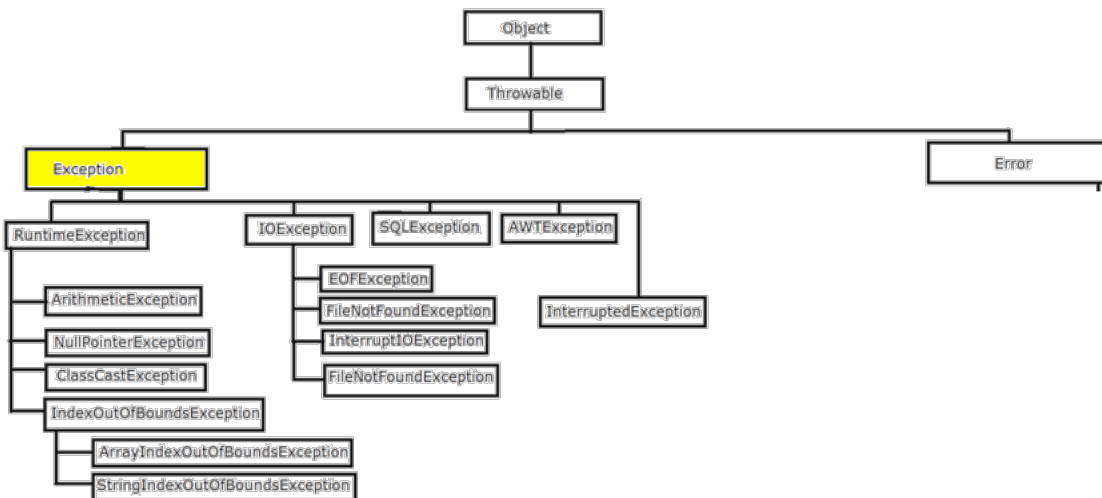 Object
Throwable
Exception
Error
RuntimeException
IOException
SQLException
AWTException
ArithmeticException
NullPointerException
ClassCastException
IndexOutOfBoundsException
ArrayIndexOutOfBoundsException
StringIndexOutOfBoundsException
EOFException
FileNotFoundException
InterruptIOException
FileNotFoundException
InterruptedException